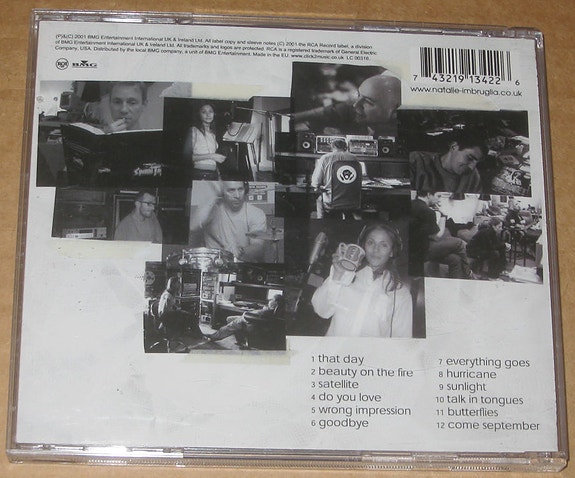 (P)&(C) 2001 BMG Entertainment International UK & Ireland Ltd. All label copy and sleeve notes (C) 2001 the RCA Record label, a division
of BMG Entertainment International UK & Ireland Ltd. All trademarks and logos are protected. RCA is a registered trademark of General Electric
Company, USA. Distributed by the local BMG company, a unit of BMG Entertainment. Made in the EU. www.click2music.co.uk LC 00316
RCA BMG
7 43219 13422 6
www.natalie-imbruglia.co.uk
1 that day
2 beauty on the fire
3 satellite
4 do you love
5 wrong impression
6 goodbye
7 everything goes
8 hurricane
9 sunlight
10 talk in tongues
11 butterflies
12 come september